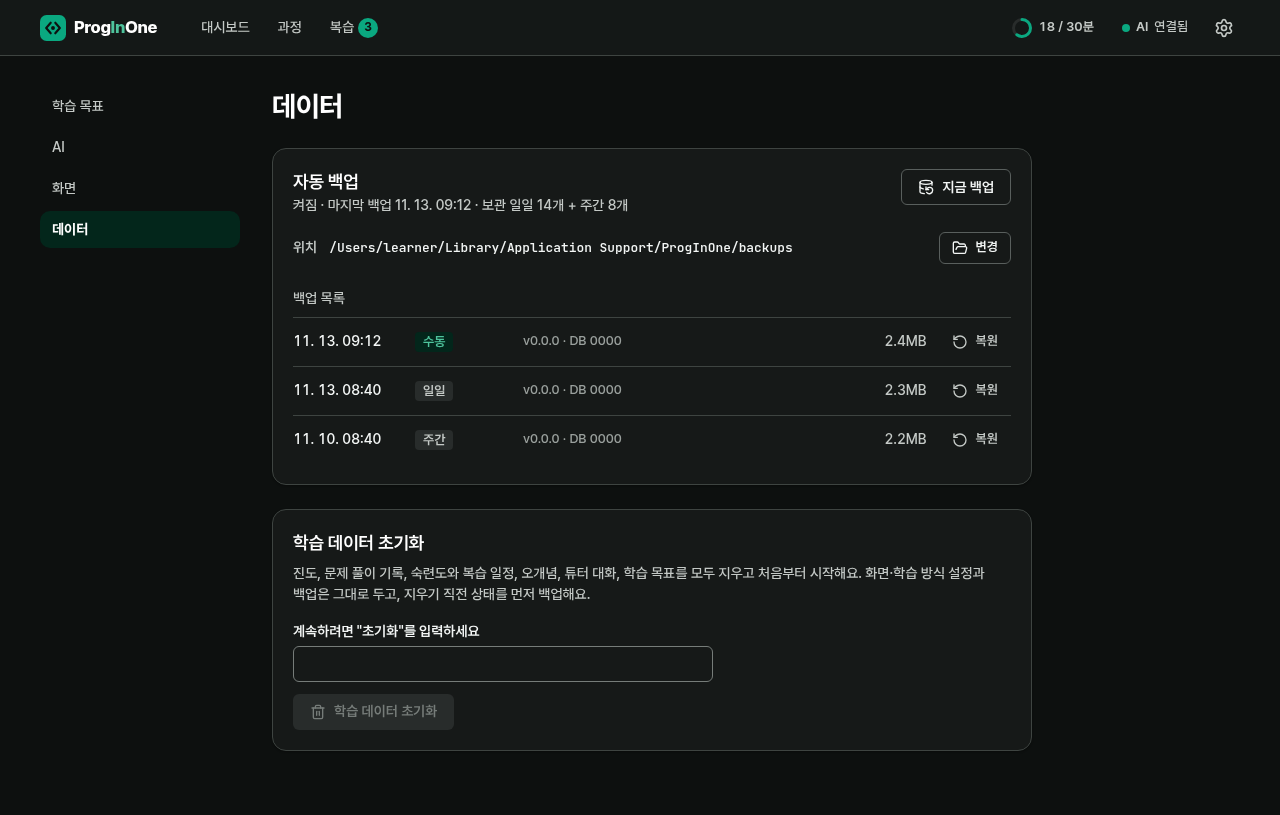 ProgInOne
대시보드
과정
복습 3
18 / 30분
AI 연결됨
학습 목표
AI
화면
데이터
데이터
자동 백업
켜짐 · 마지막 백업 11. 13. 09:12 · 보관 일일 14개 + 주간 8개
지금 백업
위치 /Users/learner/Library/Application Support/ProgInOne/backups
변경
백업 목록
11. 13. 09:12 수동 v0.0.0 · DB 0000 2.4MB 복원
11. 13. 08:40 일일 v0.0.0 · DB 0000 2.3MB 복원
11. 10. 08:40 주간 v0.0.0 · DB 0000 2.2MB 복원
학습 데이터 초기화
진도, 문제 풀이 기록, 숙련도와 복습 일정, 오개념, 튜터 대화, 학습 목표를 모두 지우고 처음부터 시작해요. 화면·학습 방식 설정과
백업은 그대로 두고, 지우기 직전 상태를 먼저 백업해요.
계속하려면 "초기화"를 입력하세요
학습 데이터 초기화